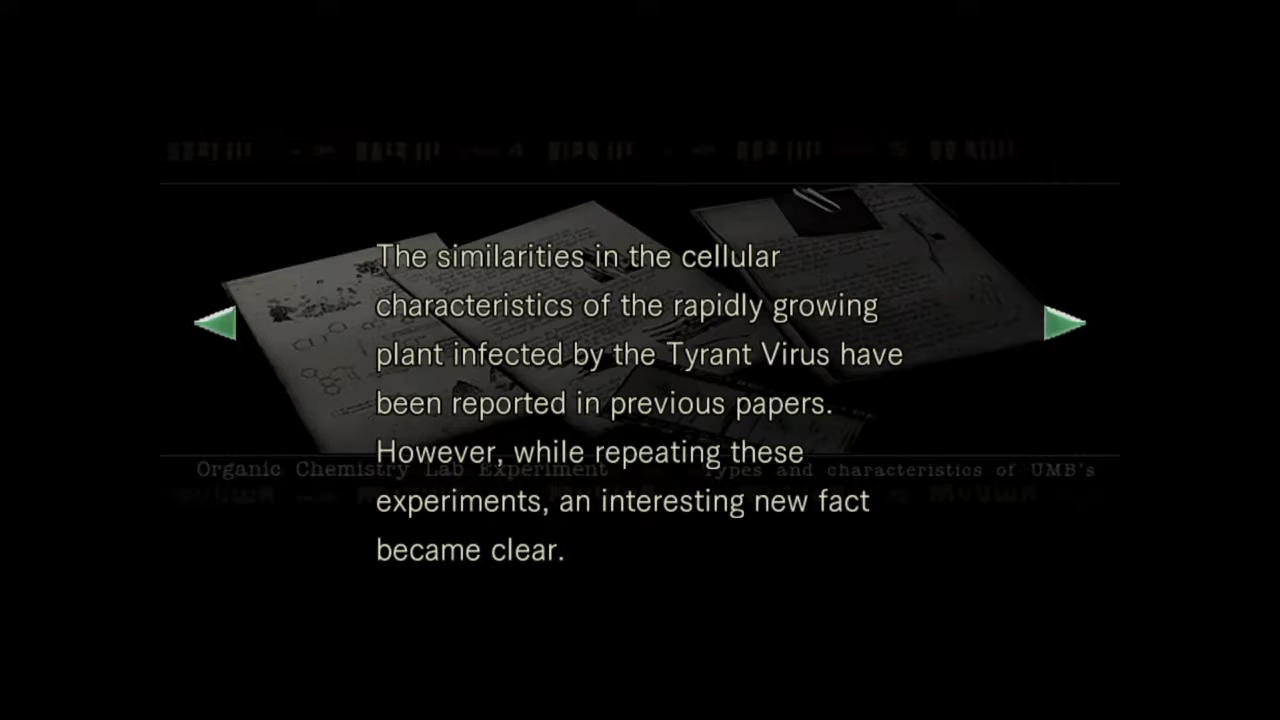 The similarities in the cellular
characteristics of the rapidly growing
plant infected by the Tyrant Virus have
been reported in previous papers.
However, while repeating these
experiments, an interesting new fact
became clear.
Organic Chemistry Lab Experiment
Types and characteristics of UMB's